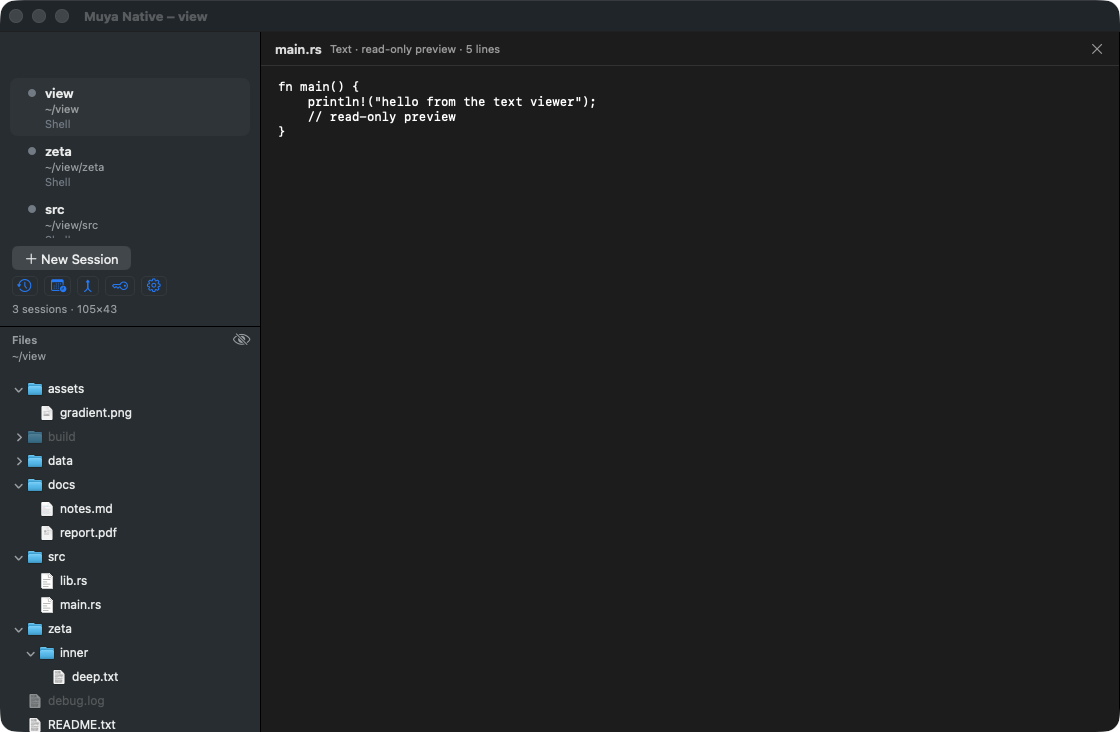 Muya Native – view
view
~/view
Shell
zeta
~/view/zeta
Shell
src
~/view/src
+ New Session
3 sessions · 105×43
Files
~/view
assets
gradient.png
build
data
docs
notes.md
report.pdf
src
lib.rs
main.rs
zeta
inner
deep.txt
debug.log
README.txt
main.rs Text · read-only preview · 5 lines
fn main() {
    println!("hello from the text viewer");
    // read-only preview
}